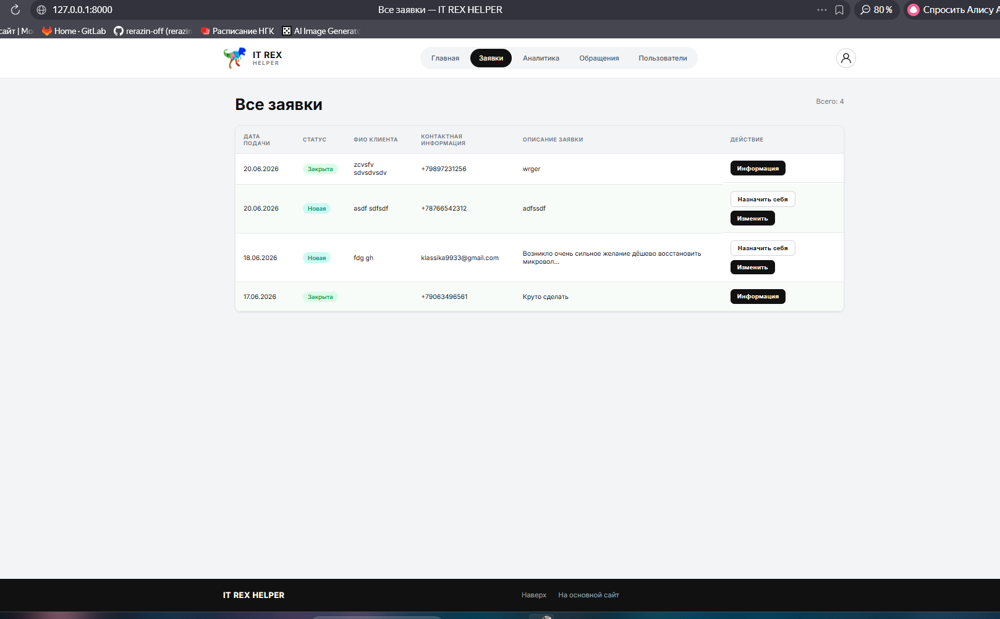 127.0.0.1:8000
Все заявки — IT REX HELPER
80 %
Спросить Алису
сайт |
Home · GitLab
rerazin-off
Расписание НГК
AI Image
IT REX
HELPER
Главная
Заявки
Аналитика
Обращения
Пользователи
Все заявки
Всего: 4
ДАТА
ПОДАЧИ
СТАТУС
ФИО КЛИЕНТА
КОНТАКТНАЯ
ИНФОРМАЦИЯ
ОПИСАНИЕ ЗАЯВКИ
ДЕЙСТВИЕ
20.06.2026
Закрыта
zcvsfv
sdvsdvsdv
+79897231256
wrger
Информация
20.06.2026
Новая
asdf sdfsdf
+78766542312
adfssdf
Назначить себя
Изменить
18.06.2026
Новая
fdg gh
klassika9933@gmail.com
Возникло очень сильное желание дёшево восстановить
микровол...
Назначить себя
Изменить
17.06.2026
Закрыта
+79063496561
Круто сделать
Информация
IT REX HELPER
Наверх
На основной сайт